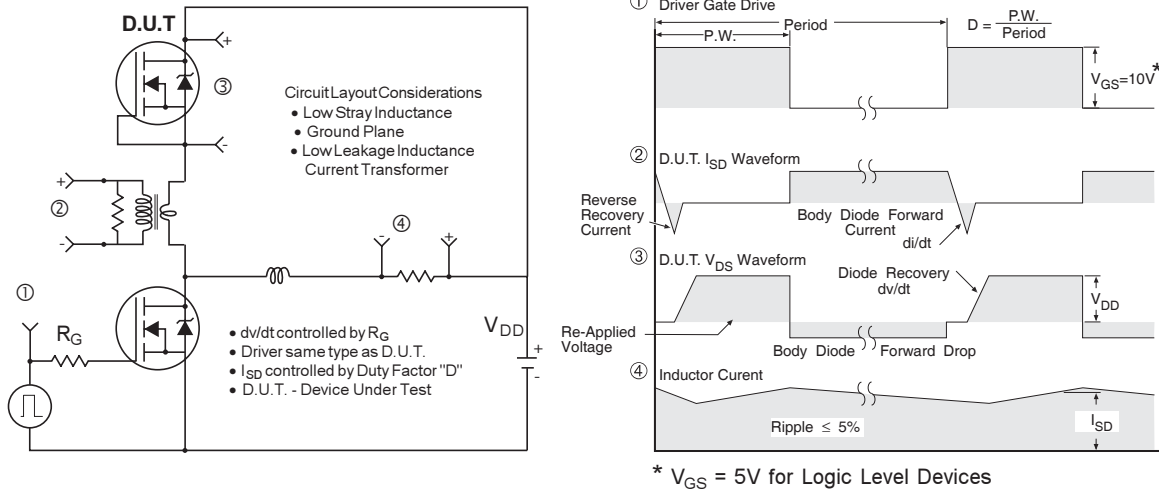 D.U.T
+
③
-
Circuit Layout Considerations
• Low Stray Inductance
• Ground Plane
• Low Leakage Inductance
Current Transformer
+
②
-
④
-
+
①
R_G
• dv/dt controlled by R_G
• Driver same type as D.U.T.
• I_SD controlled by Duty Factor "D"
• D.U.T. - Device Under Test
V_DD
+
-
① Driver Gate Drive
Period
P.W.
D = P.W. / Period
V_GS=10V *
② D.U.T. I_SD Waveform
Reverse
Recovery
Current
Body Diode Forward
Current
di/dt
③ D.U.T. V_DS Waveform
Diode Recovery
dv/dt
V_DD
Re-Applied
Voltage
Body Diode Forward Drop
④ Inductor Curent
Ripple ≤ 5%
I_SD
* V_GS = 5V for Logic Level Devices